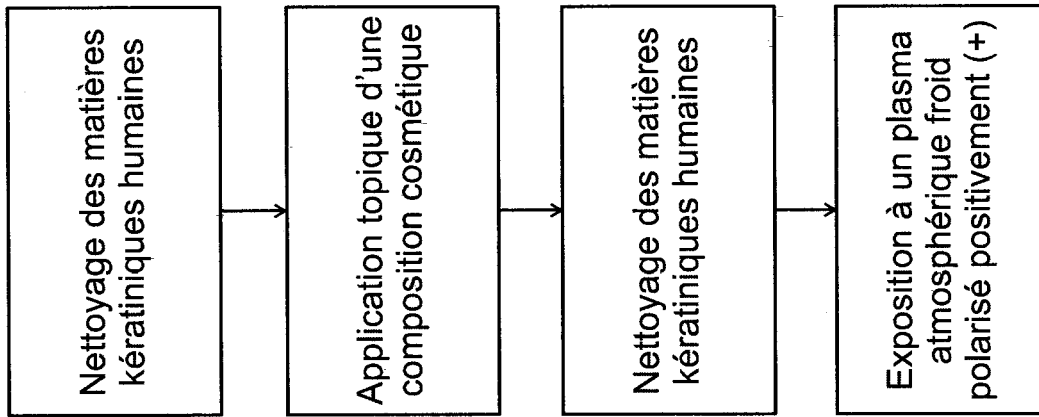 Nettoyage des matières
kératiniques humaines
Application topique d'une
composition cosmétique
Nettoyage des matières
kératiniques humaines
Exposition à un plasma
atmosphérique froid
polarisé positivement (+)